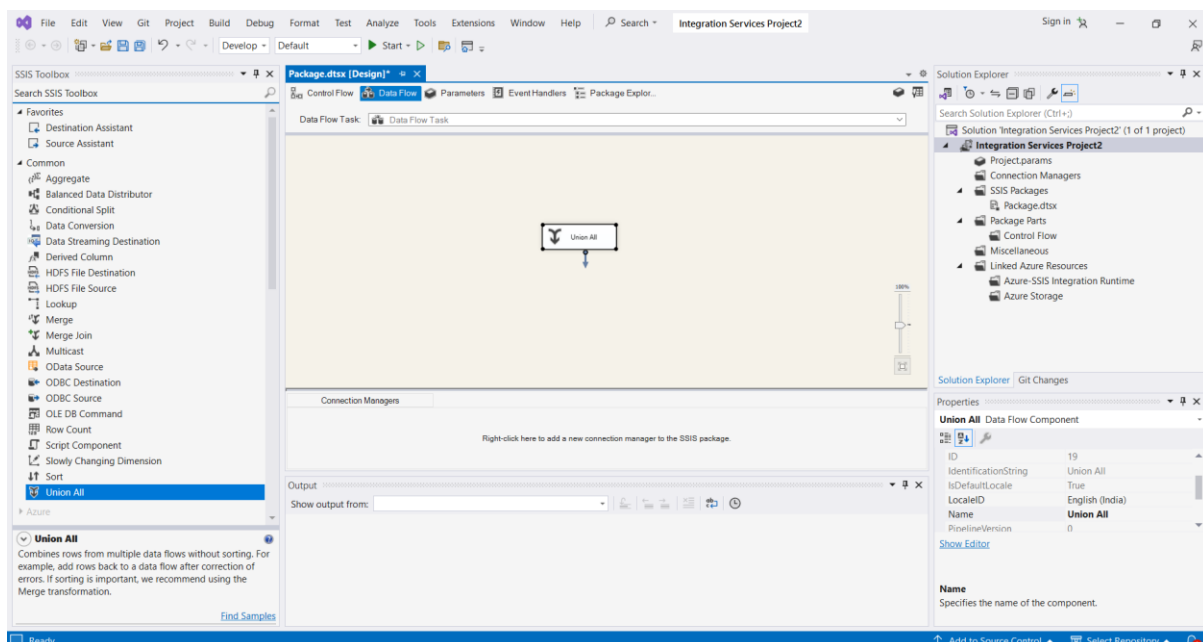 File Edit View Git Project Build Debug Format Test Analyze Tools Extensions Window Help Search Integration Services Project2 Sign in
Develop Default Start
SSIS Toolbox
Search SSIS Toolbox
Favorites
Destination Assistant
Source Assistant
Common
Aggregate
Balanced Data Distributor
Conditional Split
Data Conversion
Data Streaming Destination
Derived Column
HDFS File Destination
HDFS File Source
Lookup
Merge
Merge Join
Multicast
OData Source
ODBC Destination
ODBC Source
OLE DB Command
Row Count
Script Component
Slowly Changing Dimension
Sort
Union All
Azure
Union All
Combines rows from multiple data flows without sorting. For
example, add rows back to a data flow after correction of
errors. If sorting is important, we recommend using the
Merge transformation.
Find Samples
Package.dtsx [Design]*
Control Flow Data Flow Parameters Event Handlers Package Explor...
Data Flow Task: Data Flow Task
Union All
100%
Connection Managers
Right-click here to add a new connection manager to the SSIS package.
Output
Show output from:
Solution Explorer
Search Solution Explorer (Ctrl+;)
Solution 'Integration Services Project2' (1 of 1 project)
Integration Services Project2
Project.params
Connection Managers
SSIS Packages
Package.dtsx
Package Parts
Control Flow
Miscellaneous
Linked Azure Resources
Azure-SSIS Integration Runtime
Azure Storage
Solution Explorer Git Changes
Properties
Union All Data Flow Component
ID 19
IdentificationString Union All
IsDefaultLocale True
LocaleID English (India)
Name Union All
PipelineVersion 0
Show Editor
Name
Specifies the name of the component.
Ready Add to Source Control Select Repository